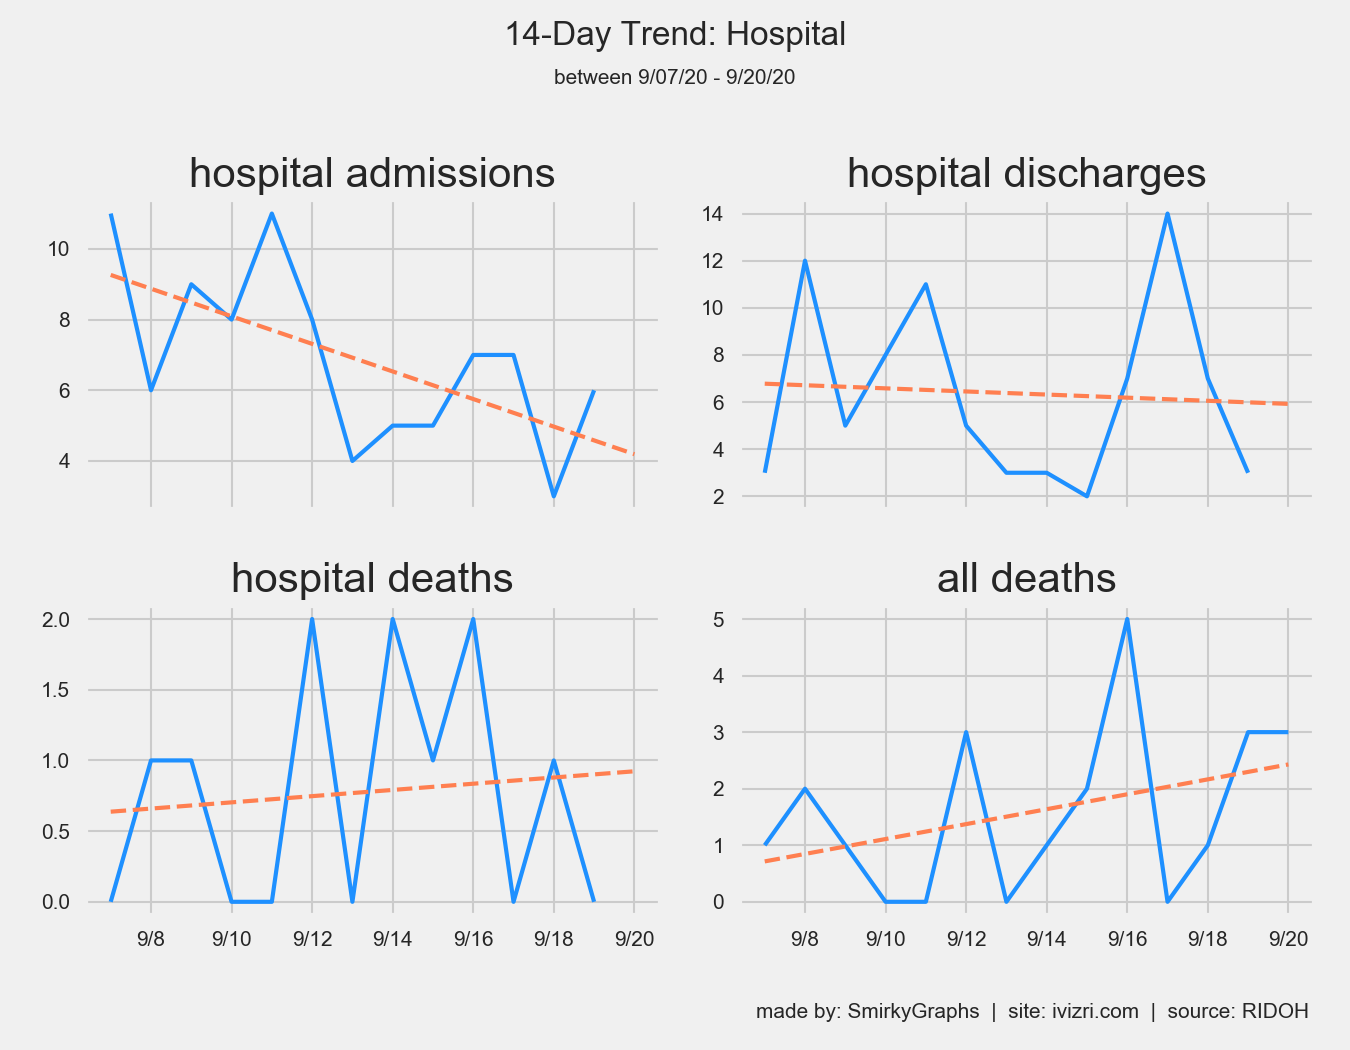 14-Day Trend: Hospital
between 9/07/20 - 9/20/20
hospital admissions
10
8
6
4
hospital discharges
14
12
10
8
6
4
2
hospital deaths
2.0
1.5
1.0
0.5
0.0
9/8 9/10 9/12 9/14 9/16 9/18 9/20
all deaths
5
4
3
2
1
0
9/8 9/10 9/12 9/14 9/16 9/18 9/20
made by: SmirkyGraphs | site: ivizri.com | source: RIDOH